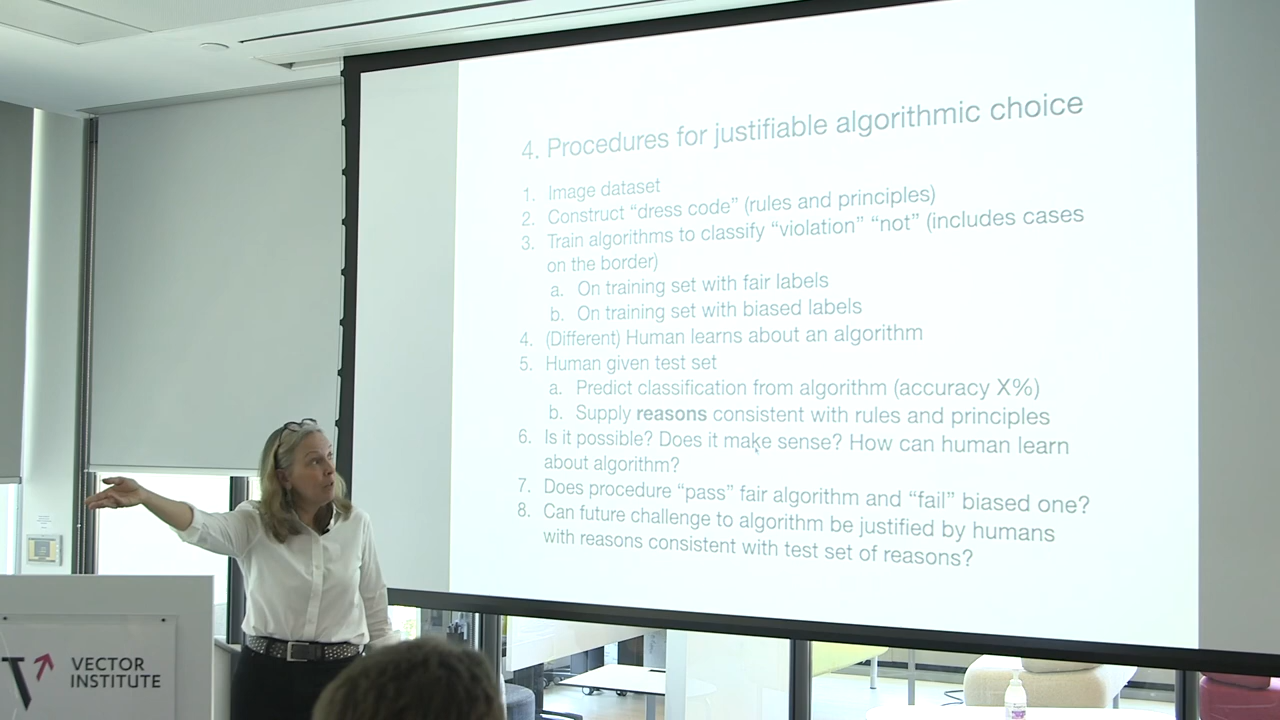 4. Procedures for justifiable algorithmic choice
1. Image dataset
2. Construct “dress code” (rules and principles)
3. Train algorithms to classify “violation” “not” (includes cases
on the border)
a. On training set with fair labels
b. On training set with biased labels
4. (Different) Human learns about an algorithm
5. Human given test set
a. Predict classification from algorithm (accuracy X%)
b. Supply reasons consistent with rules and principles
6. Is it possible? Does it make sense? How can human learn
about algorithm?
7. Does procedure “pass” fair algorithm and “fail” biased one?
8. Can future challenge to algorithm be justified by humans
with reasons consistent with test set of reasons?
VECTOR
INSTITUTE